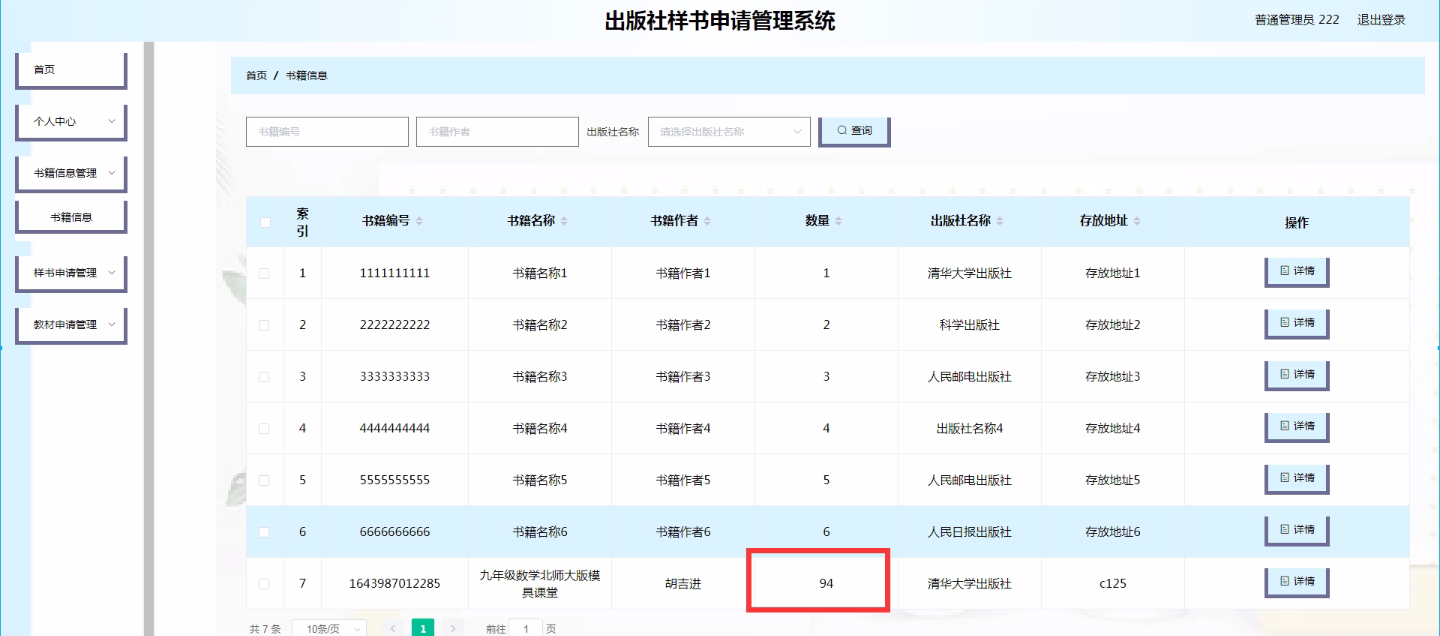 出版社样书申请管理系统
普通管理员 222 退出登录
首页
个人中心
书籍信息管理
书籍信息
样书申请管理
教材申请管理
首页 / 书籍信息
书籍编号 书籍作者 出版社名称 请选择出版社名称 查询
索引 书籍编号 书籍名称 书籍作者 数量 出版社名称 存放地址 操作
1 1111111111 书籍名称1 书籍作者1 1 清华大学出版社 存放地址1 详情
2 2222222222 书籍名称2 书籍作者2 2 科学出版社 存放地址2 详情
3 3333333333 书籍名称3 书籍作者3 3 人民邮电出版社 存放地址3 详情
4 4444444444 书籍名称4 书籍作者4 4 出版社名称4 存放地址4 详情
5 5555555555 书籍名称5 书籍作者5 5 人民邮电出版社 存放地址5 详情
6 6666666666 书籍名称6 书籍作者6 6 人民日报出版社 存放地址6 详情
7 1643987012285 九年级数学北师大版模具课堂 胡吉进 94 清华大学出版社 c125 详情
共 7 条 10条/页 1 前往 1 页